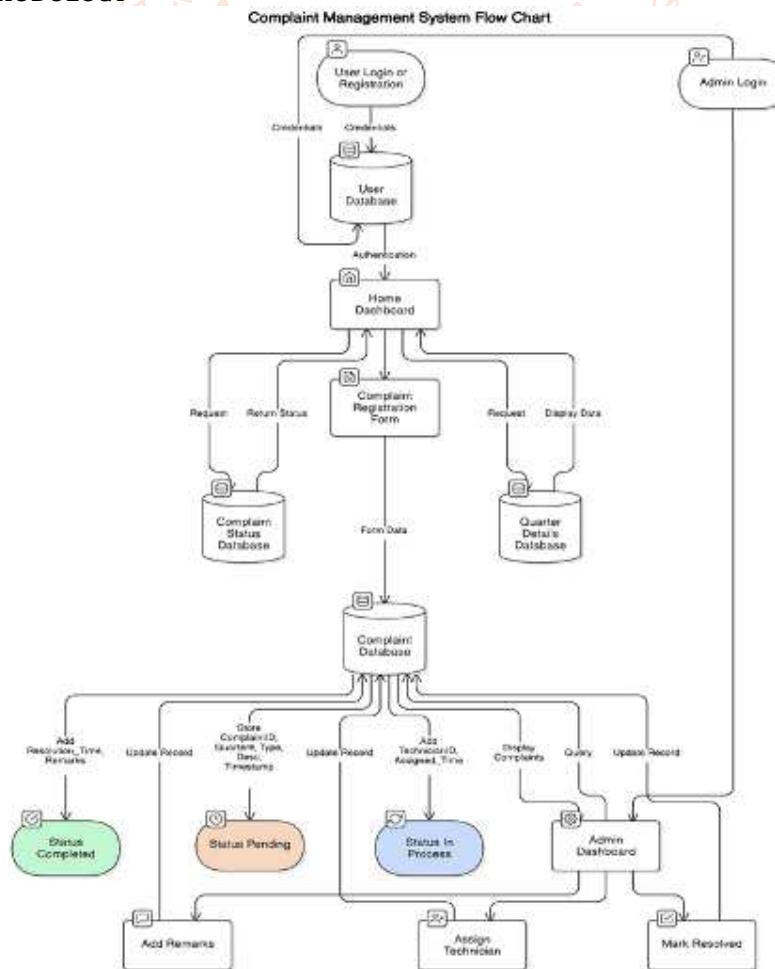 Complaint Management System Flow Chart
User Login or
Registration
Admin Login
Credentials
Credentials
User
Database
Authentication
Home
Dashboard
Complaint
Registration
Form
Request
Return Status
Request
Display Data
Complaint
Status
Database
Quarter
Details
Database
Form Data
Complaint
Database
Add
Resolution_Time,
Remarks
Update Record
Store
ComplaintID,
Quarters, Type,
Desc,
Timestamp
Update Record
Add
TechnicianID,
Assigned_Time
Display
Complaints
Query
Update Record
Status
Completed
Status Pending
Status In
Process
Admin
Dashboard
Add Remarks
Assign
Technician
Mark Resolved